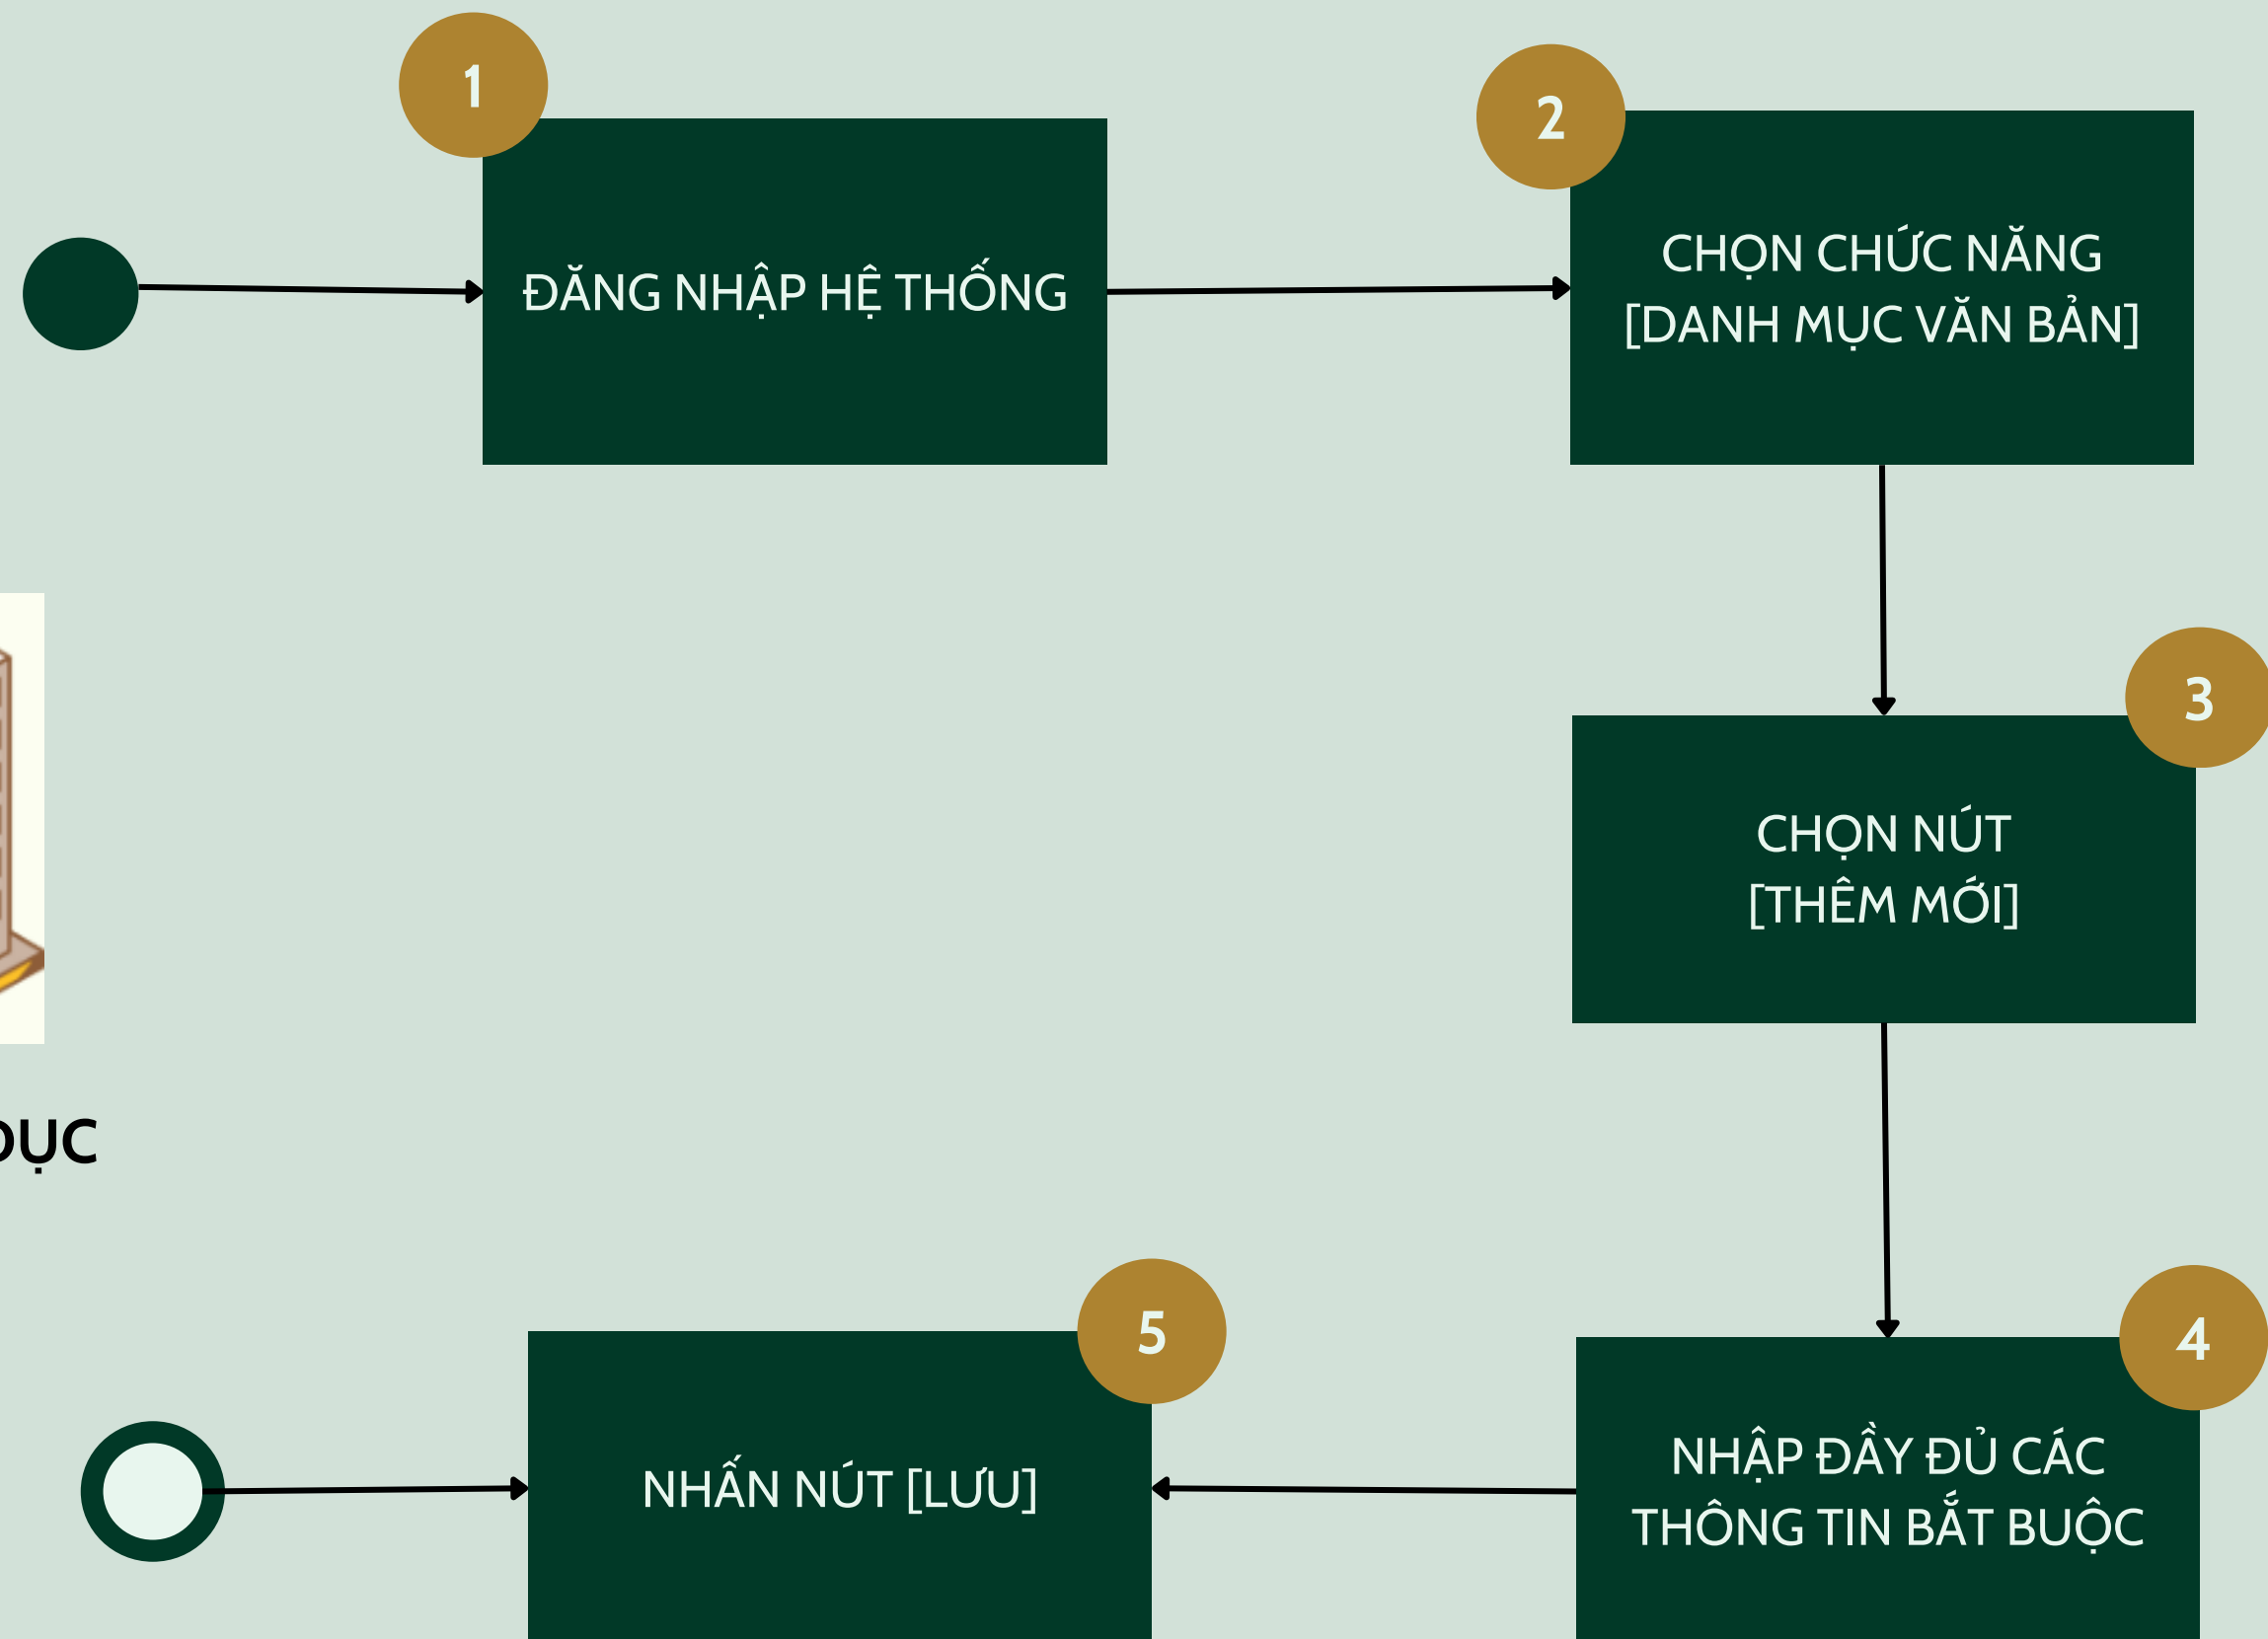 1
ĐĂNG NHẬP HỆ THỐNG
2
CHỌN CHỨC NĂNG
[DANH MỤC VĂN BẢN]
3
CHỌN NÚT
[THÊM MỚI]
DỤC
4
NHẬP ĐẦY ĐỦ CÁC
THÔNG TIN BẮT BUỘC
5
NHẤN NÚT [LƯU]